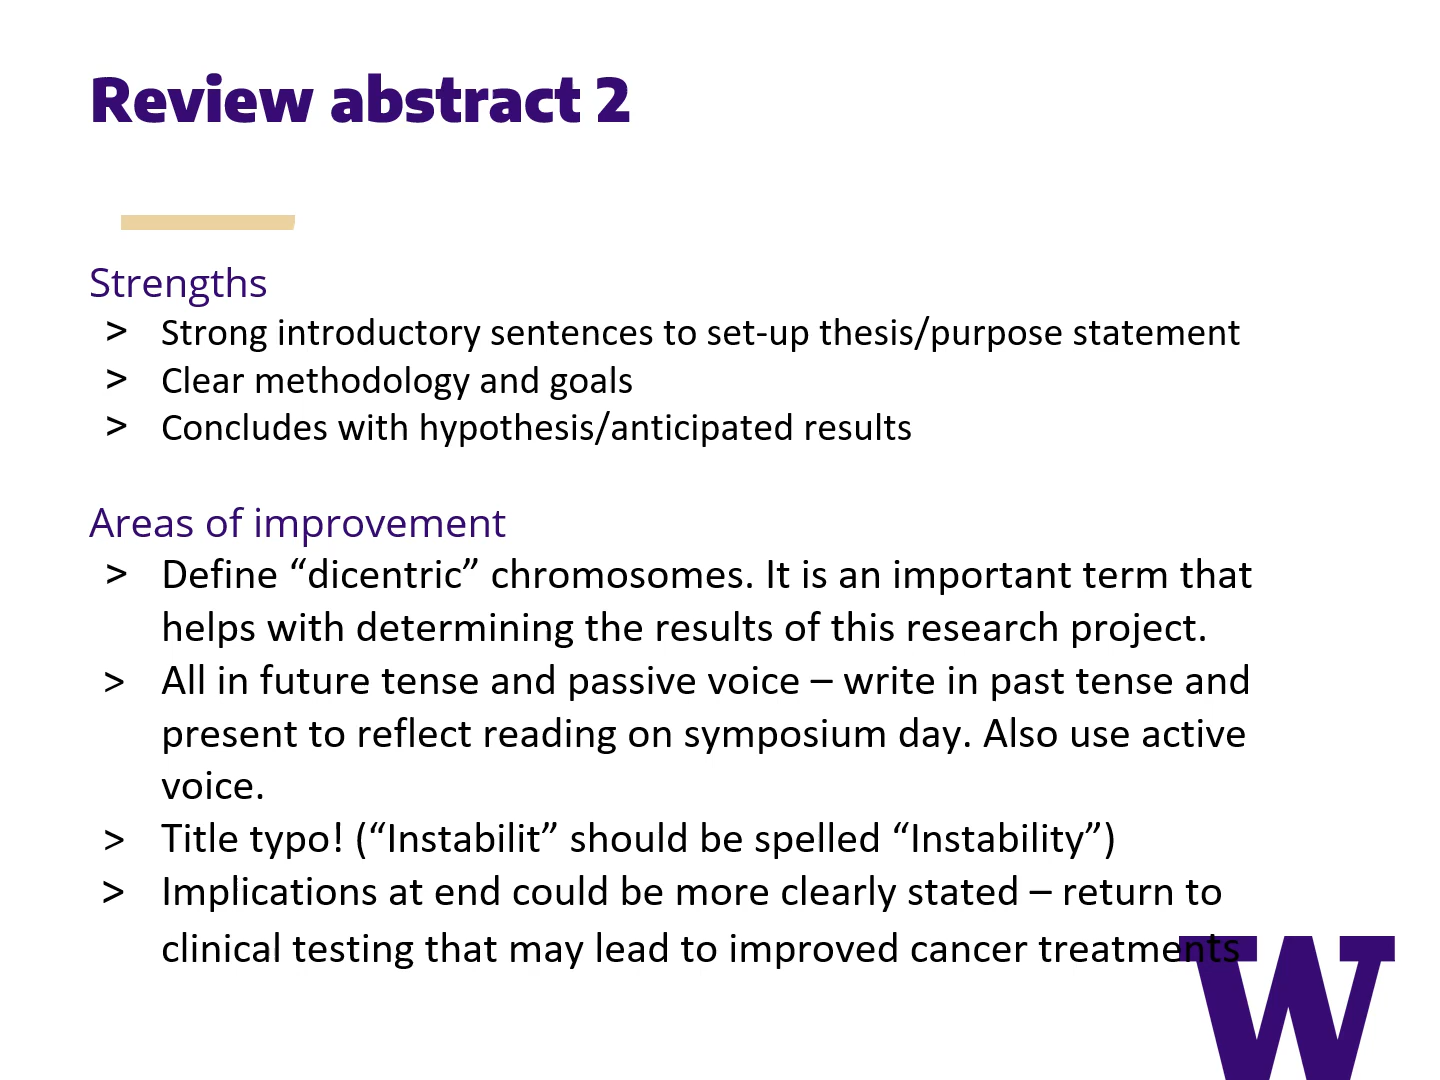 Review abstract 2
Strengths
> Strong introductory sentences to set-up thesis/purpose statement
> Clear methodology and goals
> Concludes with hypothesis/anticipated results
Areas of improvement
> Define “dicentric” chromosomes. It is an important term that
helps with determining the results of this research project.
> All in future tense and passive voice – write in past tense and
present to reflect reading on symposium day. Also use active
voice.
> Title typo! (“Instabilit” should be spelled “Instability”)
> Implications at end could be more clearly stated – return to
clinical testing that may lead to improved cancer treatments
W